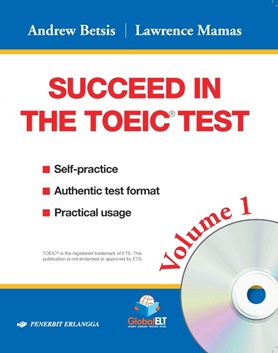 Andrew Betsis | Lawrence Mamas
SUCCEED IN
THE TOEIC® TEST
Self-practice
Authentic test format
Practical usage
Volume 1
TOEIC® is the registered trademark of ETS. This
publication is not endorsed or approved by ETS.
GlobalELT
PENERBIT ERLANGGA